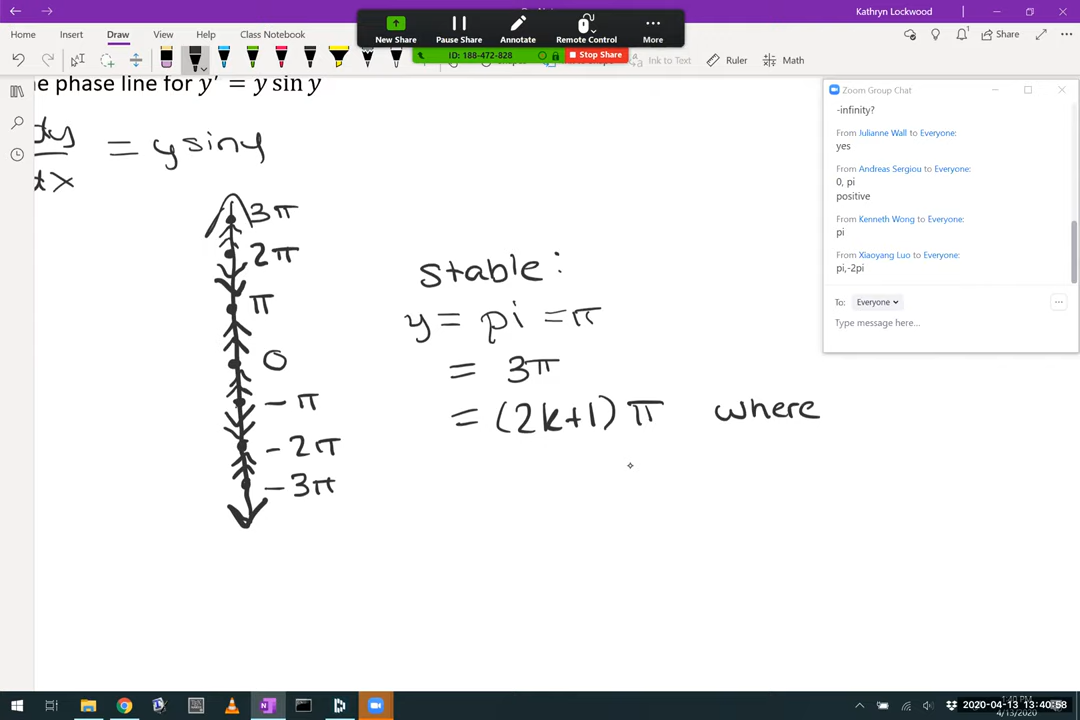 Kathryn Lockwood
New Share
Pause Share
Annotate
Remote Control
More
Home
Insert
Draw
View
Help
Class Notebook
Share
ID: 188-472-828
Stop Share
Ink to Text
Ruler
Math
e phase line for y′ = y sin y
dy/dx = y sin y
3π
2π
π
0
-π
-2π
-3π
stable:
y = pi = π
= 3π
= (2k+1) π where
Zoom Group Chat
-infinity?
From Julianne Wall to Everyone:
yes
From Andreas Sergiou to Everyone:
0, pi
positive
From Kenneth Wong to Everyone:
pi
From Xiaoyang Luo to Everyone:
pi,-2pi
To: Everyone
Type message here...
2020-04-13 13:40:58